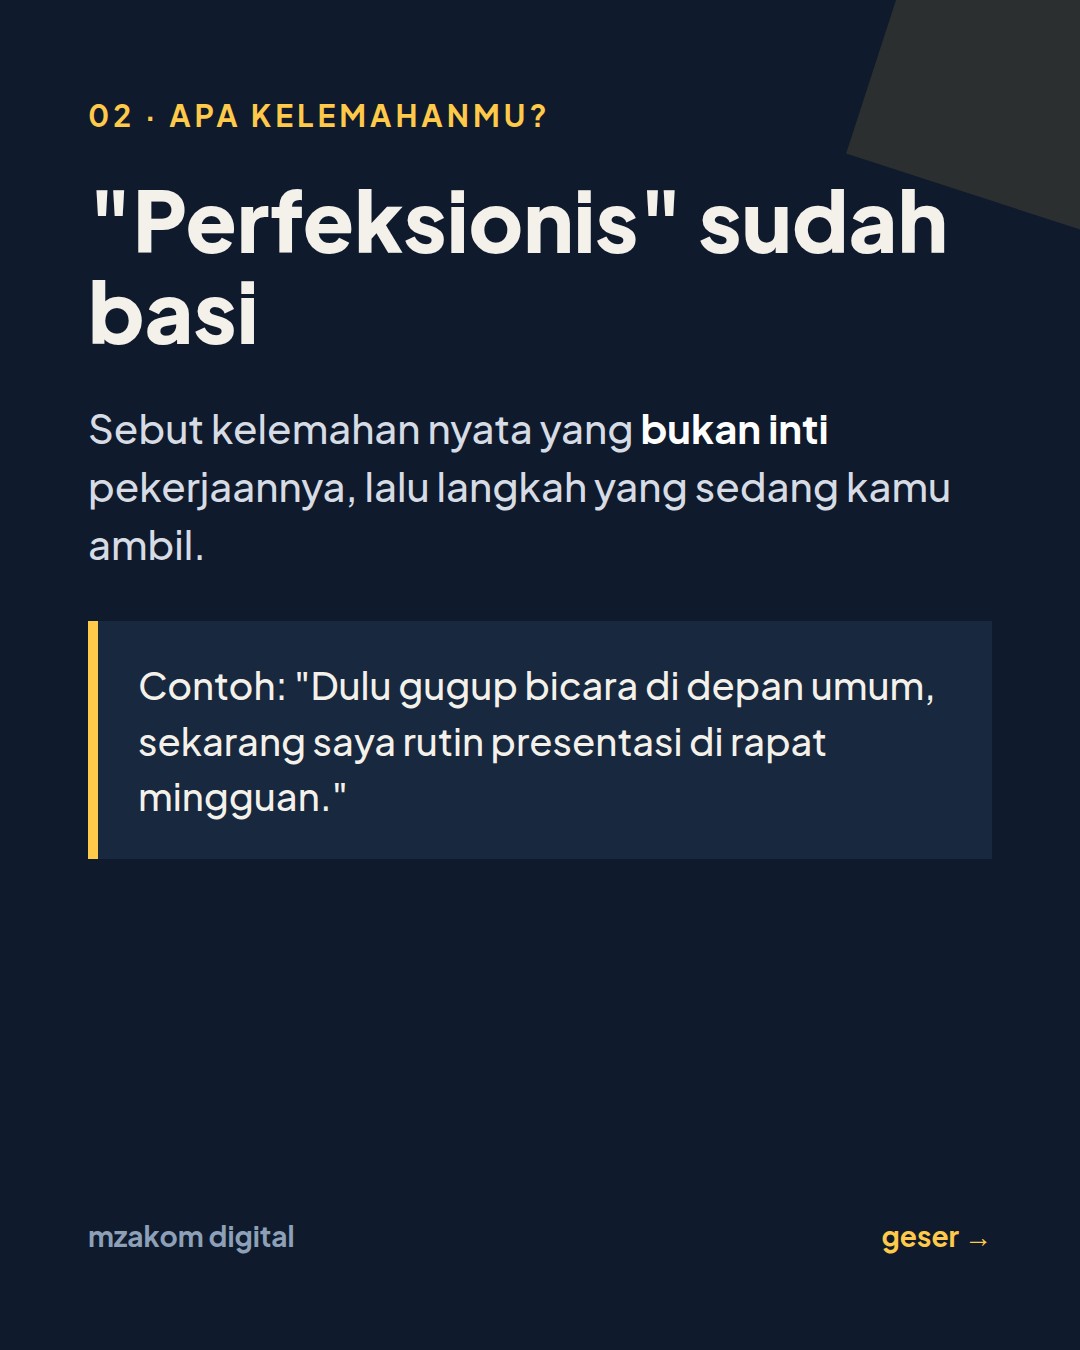 02 · APA KELEMAHANMU?
"Perfeksionis" sudah
basi
Sebut kelemahan nyata yang bukan inti
pekerjaannya, lalu langkah yang sedang kamu
ambil.
Contoh: "Dulu gugup bicara di depan umum,
sekarang saya rutin presentasi di rapat
mingguan."
mzakom digital
geser →